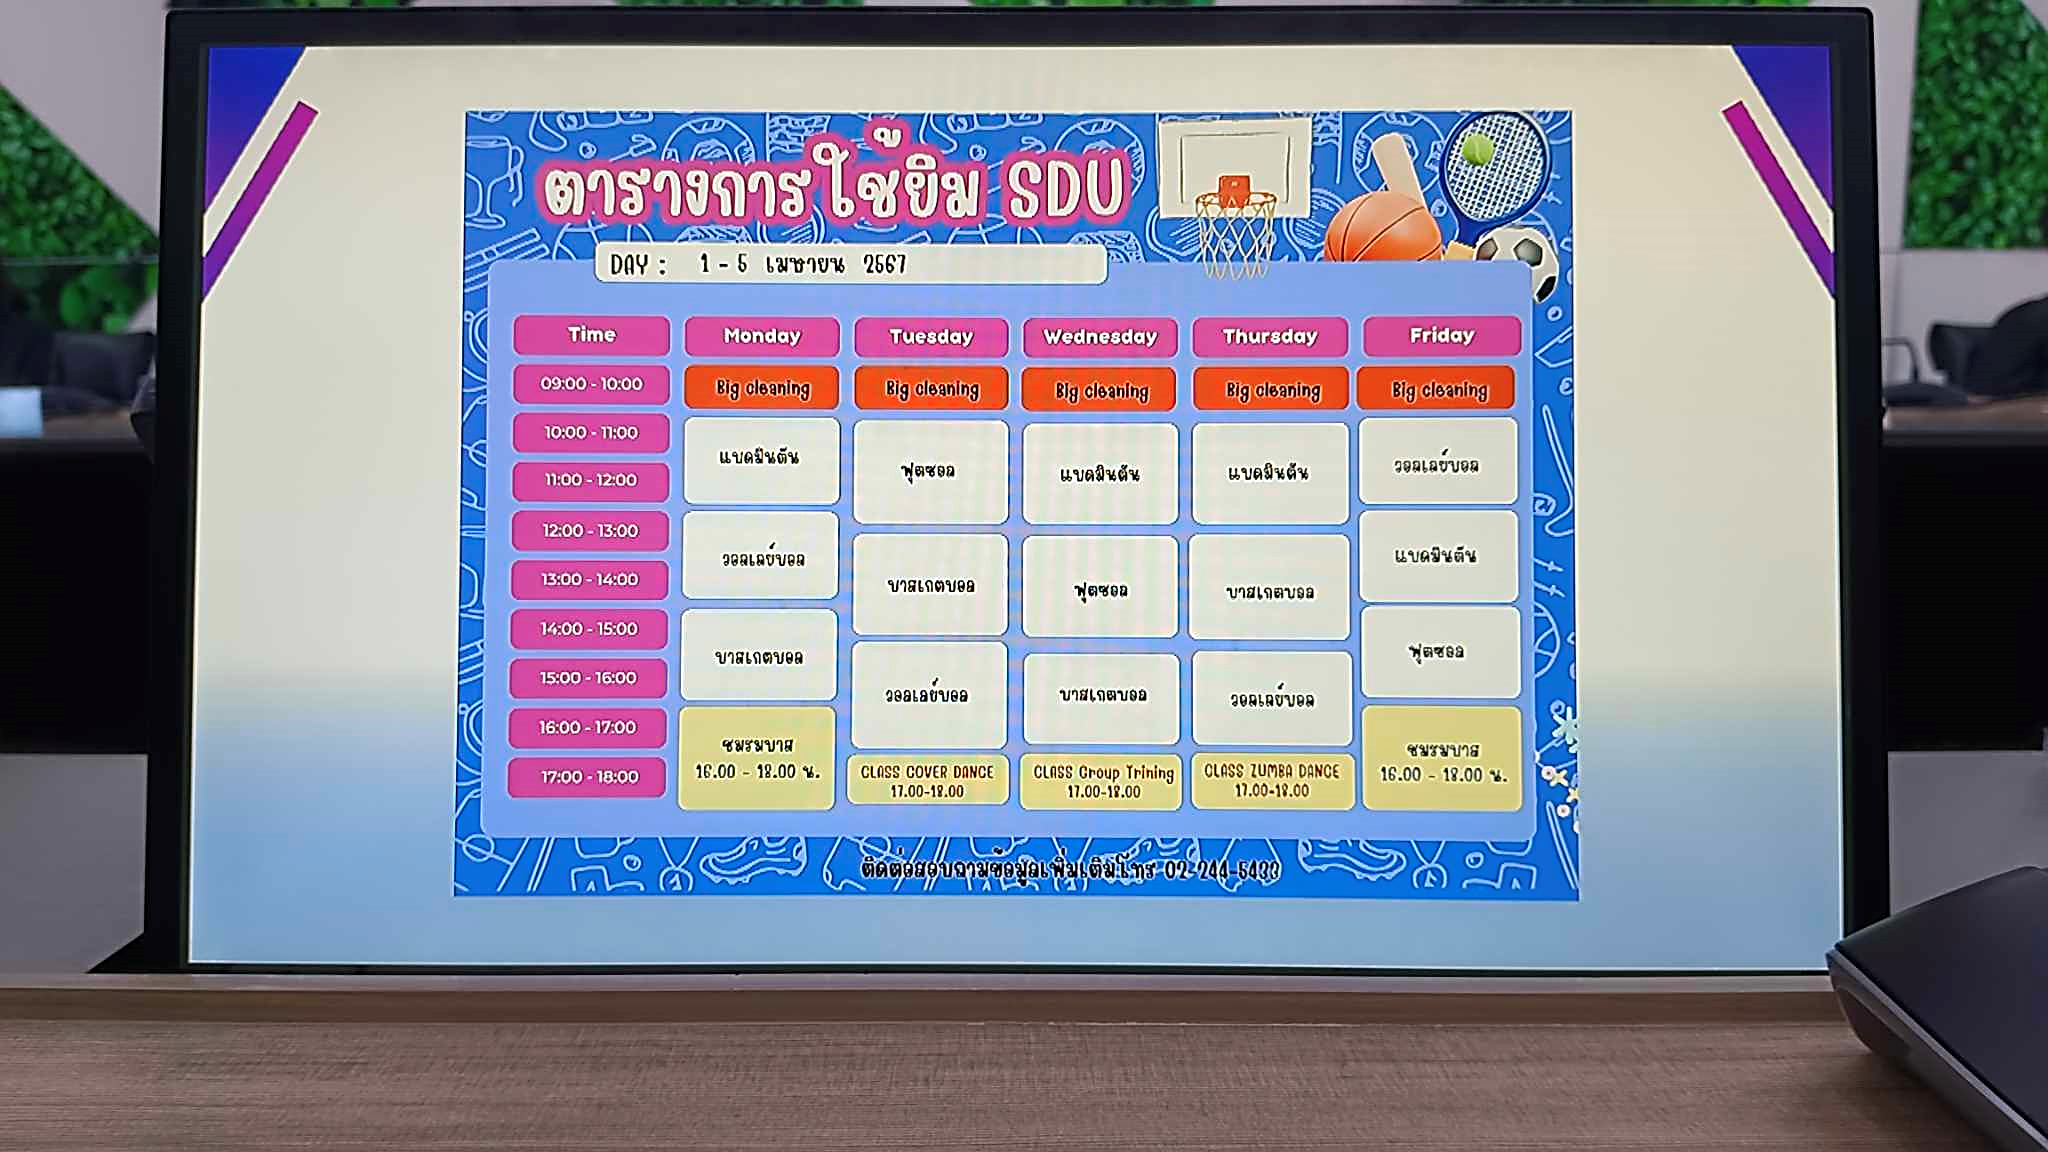 ตารางการใช้ยิม SDU
DAY : 1 - 5 เมษายน 2567
Time Monday Tuesday Wednesday Thursday Friday
09:00 - 10:00 Big cleaning Big cleaning Big cleaning Big cleaning Big cleaning
10:00 - 11:00
แบดมินตัน ฟุตซอล แบดมินตัน แบดมินตัน วอลเลย์บอล
11:00 - 12:00
12:00 - 13:00
วอลเลย์บอล บาสเกตบอล ฟุตซอล บาสเกตบอล แบดมินตัน
13:00 - 14:00
14:00 - 15:00
บาสเกตบอล วอลเลย์บอล บาสเกตบอล วอลเลย์บอล ฟุตซอล
15:00 - 16:00
16:00 - 17:00
ชมรมบาส ชมรมบาส
16.00 - 18.00 น. CLASS COVER DANCE CLASS Group Trining CLASS ZUMBA DANCE 16.00 - 18.00 น.
17:00 - 18:00 17.00-18.00 17.00-18.00 17.00-18.00
ติดต่อสอบถามข้อมูลเพิ่มเติมโทร 02-244-5433